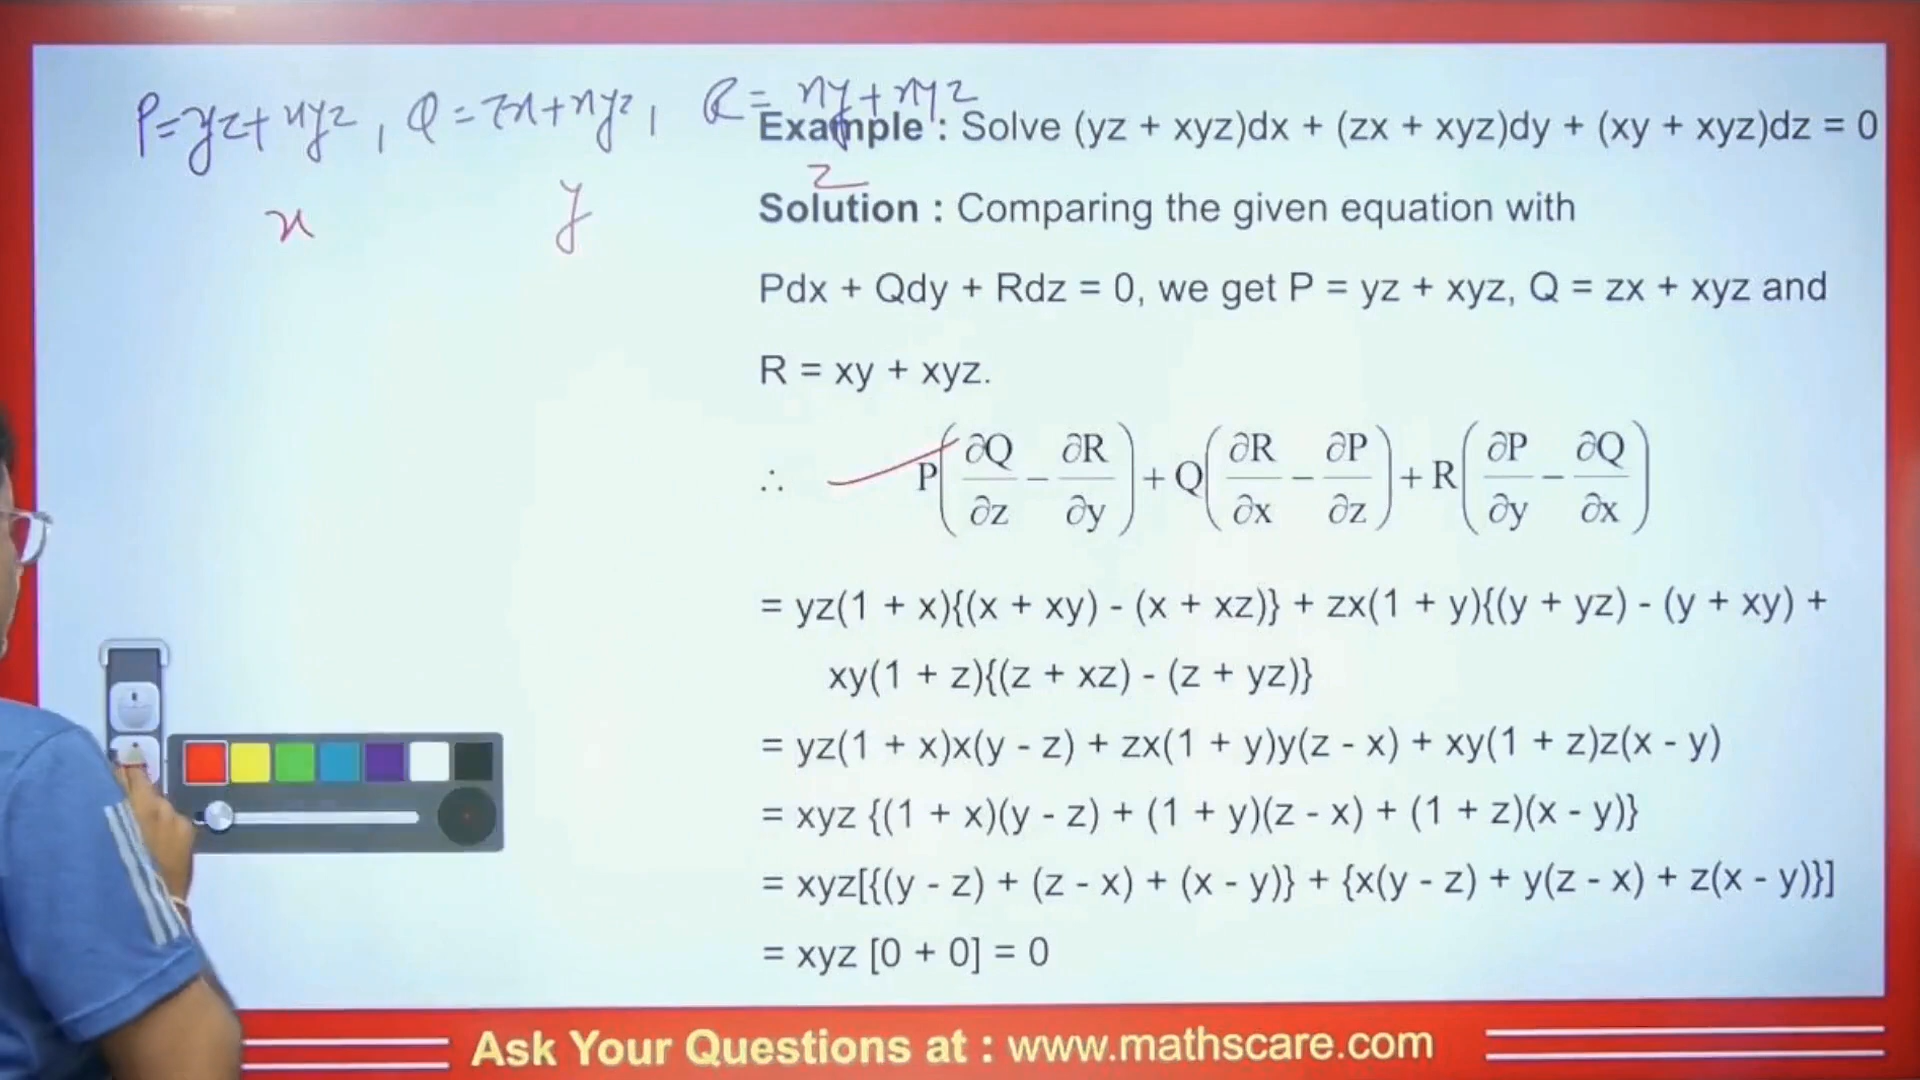 P=yz+xyz, Q=zx+xyz, R=xy+xyz
x y z
Example : Solve (yz + xyz)dx + (zx + xyz)dy + (xy + xyz)dz = 0
Solution : Comparing the given equation with
Pdx + Qdy + Rdz = 0, we get P = yz + xyz, Q = zx + xyz and
R = xy + xyz.
∴ P(∂Q/∂z − ∂R/∂y) + Q(∂R/∂x − ∂P/∂z) + R(∂P/∂y − ∂Q/∂x)
= yz(1 + x){(x + xy) - (x + xz)} + zx(1 + y){(y + yz) - (y + xy) +
xy(1 + z){(z + xz) - (z + yz)}
= yz(1 + x)x(y - z) + zx(1 + y)y(z - x) + xy(1 + z)z(x - y)
= xyz {(1 + x)(y - z) + (1 + y)(z - x) + (1 + z)(x - y)}
= xyz[{(y - z) + (z - x) + (x - y)} + {x(y - z) + y(z - x) + z(x - y)}]
= xyz [0 + 0] = 0
Ask Your Questions at : www.mathscare.com